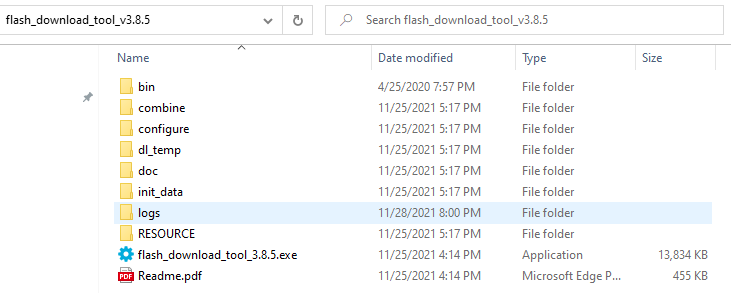 flash_download_tool_v3.8.5 Search flash_download_tool_v3.8.5
Name Date modified Type Size
bin 4/25/2020 7:57 PM File folder
combine 11/25/2021 5:17 PM File folder
configure 11/25/2021 5:17 PM File folder
dl_temp 11/25/2021 5:17 PM File folder
doc 11/25/2021 5:17 PM File folder
init_data 11/25/2021 5:17 PM File folder
logs 11/28/2021 8:00 PM File folder
RESOURCE 11/25/2021 5:17 PM File folder
flash_download_tool_3.8.5.exe 11/25/2021 4:14 PM Application 13,834 KB
PDF Readme.pdf 11/25/2021 4:14 PM Microsoft Edge P... 455 KB